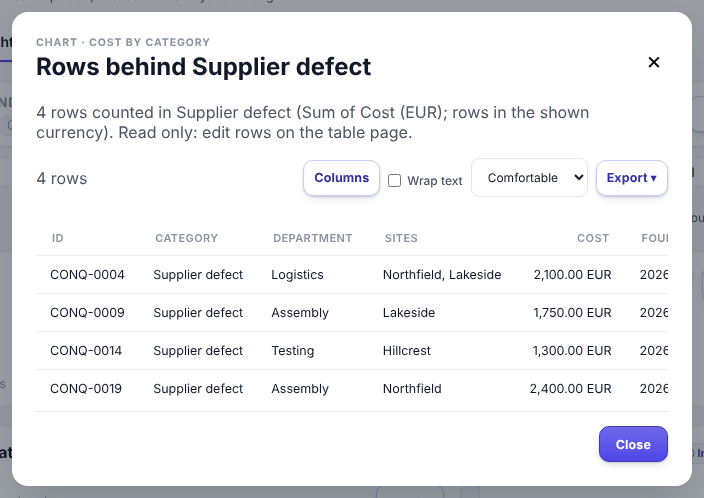 CHART · COST BY CATEGORY
Rows behind Supplier defect
×
4 rows counted in Supplier defect (Sum of Cost (EUR); rows in the shown
currency). Read only: edit rows on the table page.
4 rows
Columns
Wrap text
Comfortable
Export ▾
ID CATEGORY DEPARTMENT SITES COST
CONQ-0004 Supplier defect Logistics Northfield, Lakeside 2,100.00 EUR 2026
CONQ-0009 Supplier defect Assembly Lakeside 1,750.00 EUR 2026
CONQ-0014 Supplier defect Testing Hillcrest 1,300.00 EUR 2026
CONQ-0019 Supplier defect Assembly Northfield 2,400.00 EUR 2026
Close